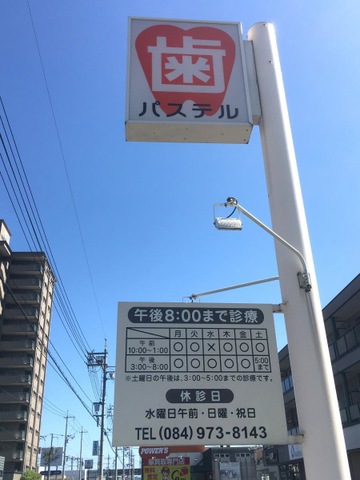 歯
パステル
午後8:00まで診療
月 火 水 木 金 土
午前 10:00~1:00 ○ ○ × ○ ○ ○
午後 3:00~8:00 ○ ○ ○ ○ ○ 5:00まで
※土曜日の午後は、3:00~5:00までの診療です。
休診日
水曜日午前・日曜・祝日
TEL(084)973-8143
POWER'S